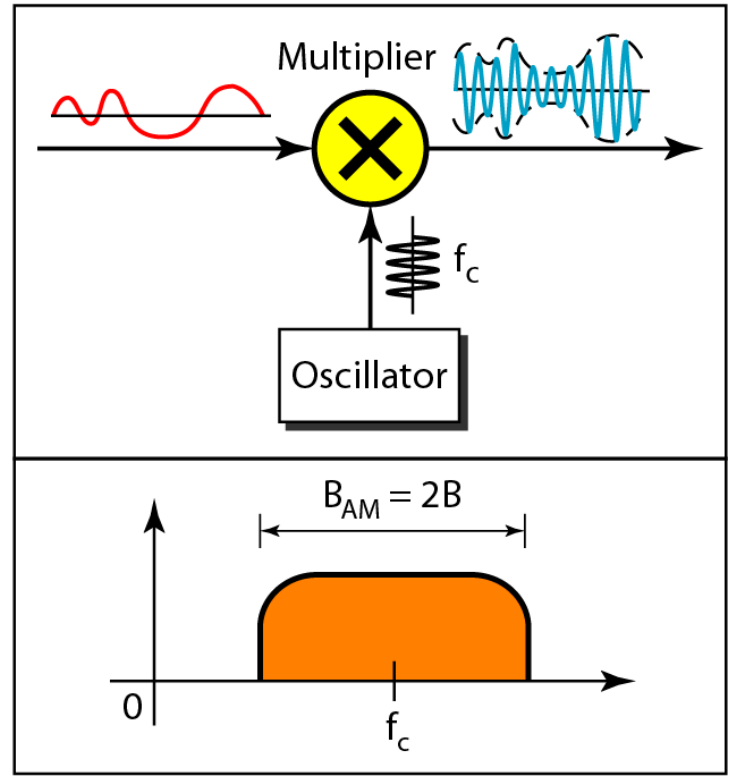 Multiplier
f_c
Oscillator
B_AM = 2B
0
f_c